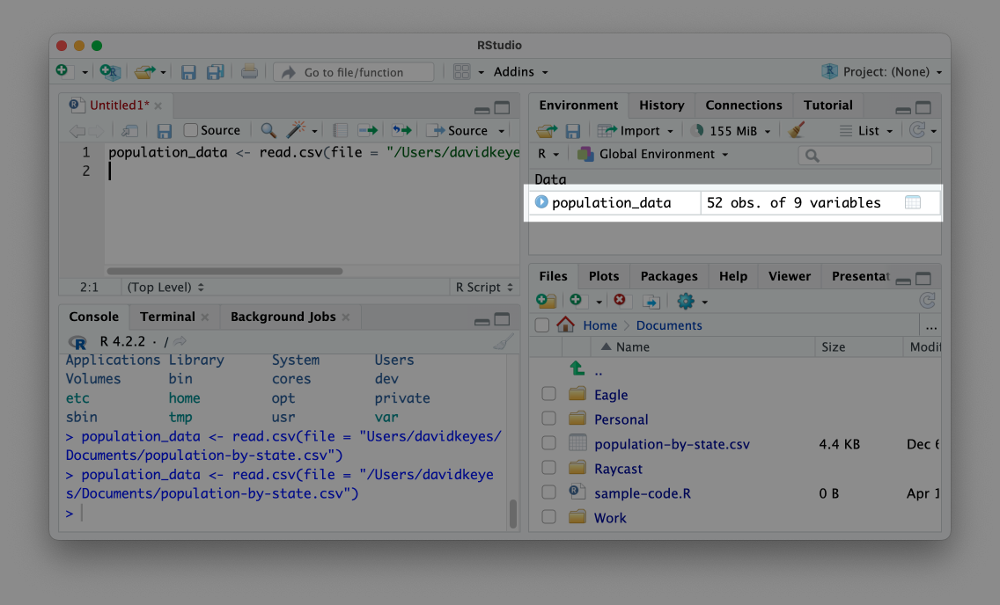 RStudio
Go to file/function
Addins
Project: (None)
Untitled1*
Source
Source
1 population_data <- read.csv(file = "/Users/davidkeye
2
2:1 (Top Level) R Script
Console Terminal Background Jobs
R 4.2.2 · /
Applications Library System Users
Volumes bin cores dev
etc home opt private
sbin tmp usr var
> population_data <- read.csv(file = "Users/davidkeyes/
Documents/population-by-state.csv")
> population_data <- read.csv(file = "/Users/davidkeye
s/Documents/population-by-state.csv")
>
Environment History Connections Tutorial
Import 155 MiB List
R Global Environment
Data
population_data 52 obs. of 9 variables
Files Plots Packages Help Viewer Presentat
Home Documents ...
Name Size Modif
..
Eagle
Personal
population-by-state.csv 4.4 KB Dec 6
Raycast
sample-code.R 0 B Apr 1
Work